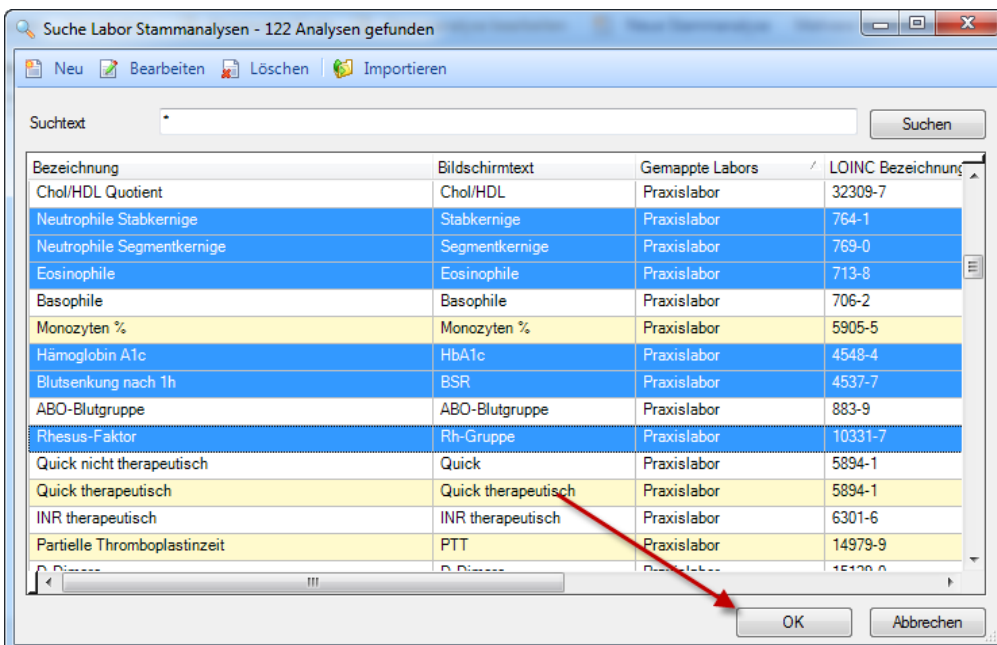 Suche Labor Stammanalysen - 122 Analysen gefunden
Neu Bearbeiten Löschen Importieren
Suchtext * Suchen
Bezeichnung Bildschirmtext Gemappte Labors LOINC Bezeichnung
Chol/HDL Quotient Chol/HDL Praxislabor 32309-7
Neutrophile Stabkernige Stabkernige Praxislabor 764-1
Neutrophile Segmentkernige Segmentkernige Praxislabor 769-0
Eosinophile Eosinophile Praxislabor 713-8
Basophile Basophile Praxislabor 706-2
Monozyten % Monozyten % Praxislabor 5905-5
Hämoglobin A1c HbA1c Praxislabor 4548-4
Blutsenkung nach 1h BSR Praxislabor 4537-7
ABO-Blutgruppe ABO-Blutgruppe Praxislabor 883-9
Rhesus-Faktor Rh-Gruppe Praxislabor 10331-7
Quick nicht therapeutisch Quick Praxislabor 5894-1
Quick therapeutisch Quick therapeutisch Praxislabor 5894-1
INR therapeutisch INR therapeutisch Praxislabor 6301-6
Partielle Thromboplastinzeit PTT Praxislabor 14979-9
OK Abbrechen